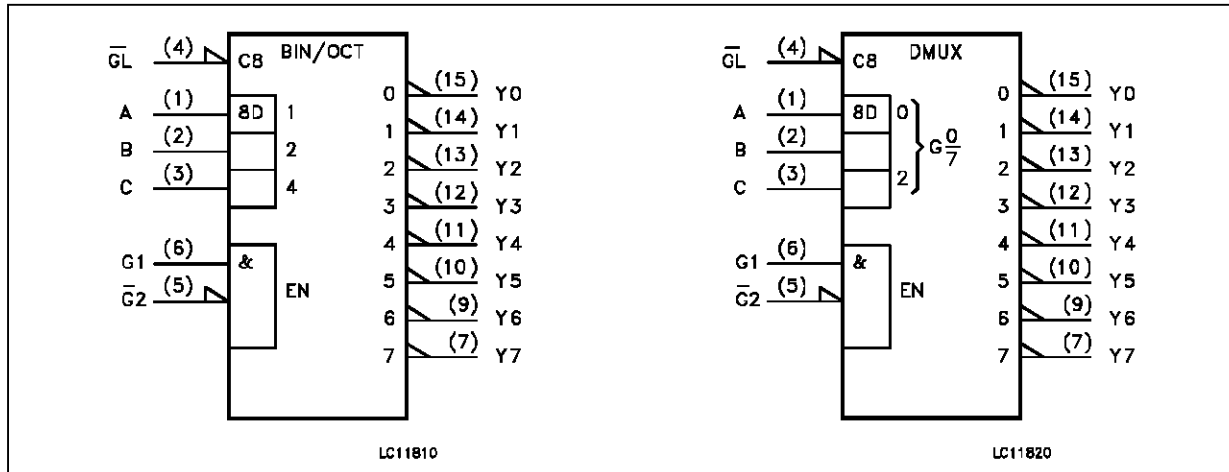 BIN/OCT
G̅L̅ (4) C8
0 (15) Y0
A (1) 8D 1
1 (14) Y1
B (2) 2
2 (13) Y2
C (3) 4
3 (12) Y3
4 (11) Y4
G1 (6) &
5 (10) Y5
G̅2 (5) EN
6 (9) Y6
7 (7) Y7
LC11810
DMUX
G̅L̅ (4) C8
0 (15) Y0
A (1) 8D 0
1 (14) Y1
B (2) G 0/7
2 (13) Y2
C (3) 2
3 (12) Y3
4 (11) Y4
G1 (6) &
5 (10) Y5
G̅2 (5) EN
6 (9) Y6
7 (7) Y7
LC11820